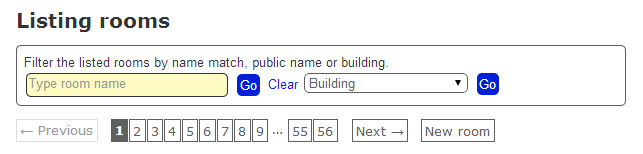 Listing rooms
Filter the listed rooms by name match, public name or building.
Type room name Go Clear Building ▼ Go
← Previous 1 2 3 4 5 6 7 8 9 ... 55 56 Next → New room